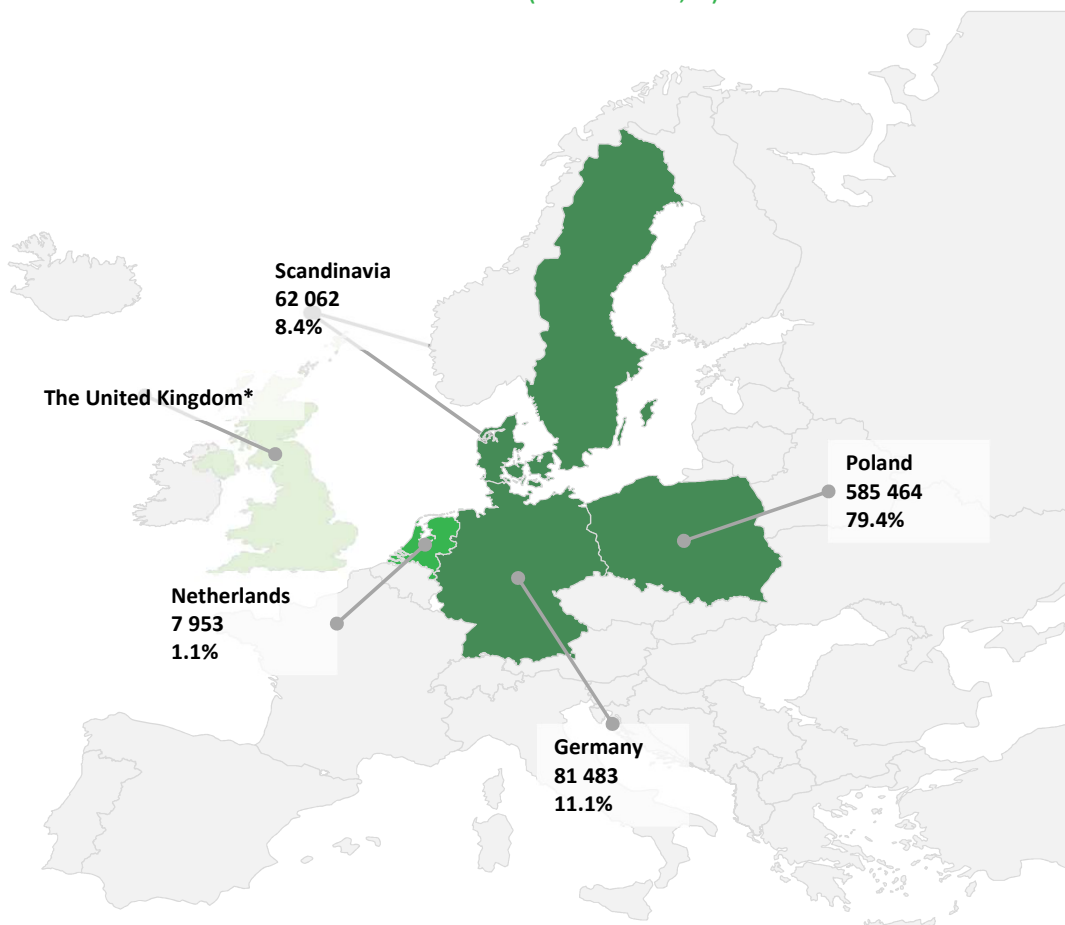 Scandinavia
62 062
8.4%
The United Kingdom*
Poland
585 464
79.4%
Netherlands
7 953
1.1%
Germany
81 483
11.1%